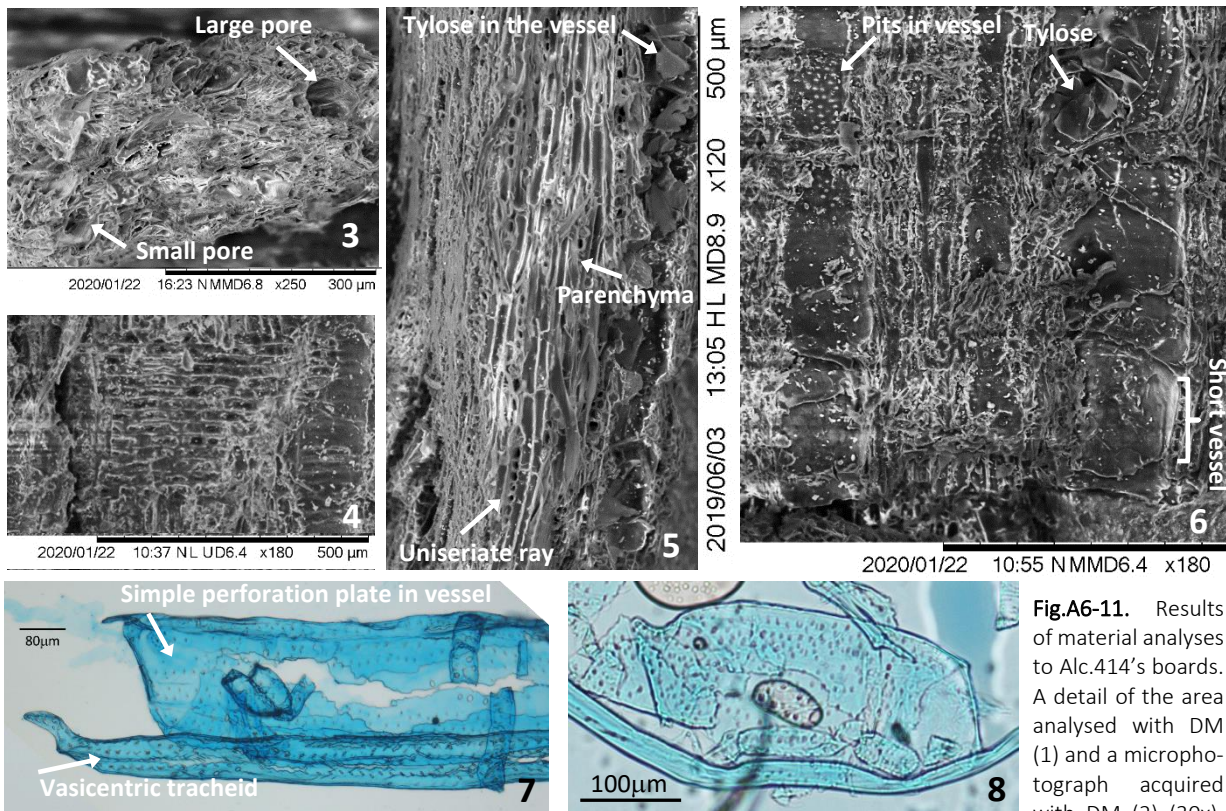 Large pore
Small pore
3
2020/01/22 16:23 NMMD6.8 x250 300 µm
4
2020/01/22 10:37 NL UD6.4 x180 500 µm
Tylose in the vessel
Parenchyma
Uniseriate ray
5
2019/06/03 13:05 HL MD8.9 x120 500 µm
Pits in vessel
Tylose
Short vessel
6
2020/01/22 10:55 NMMD6.4 x180
Simple perforation plate in vessel
80µm
Vasicentric tracheid
7
100µm
8
Fig.A6-11. Results
of material analyses
to Alc.414's boards.
A detail of the area
analysed with DM
(1) and a micropho-
tograph acquired